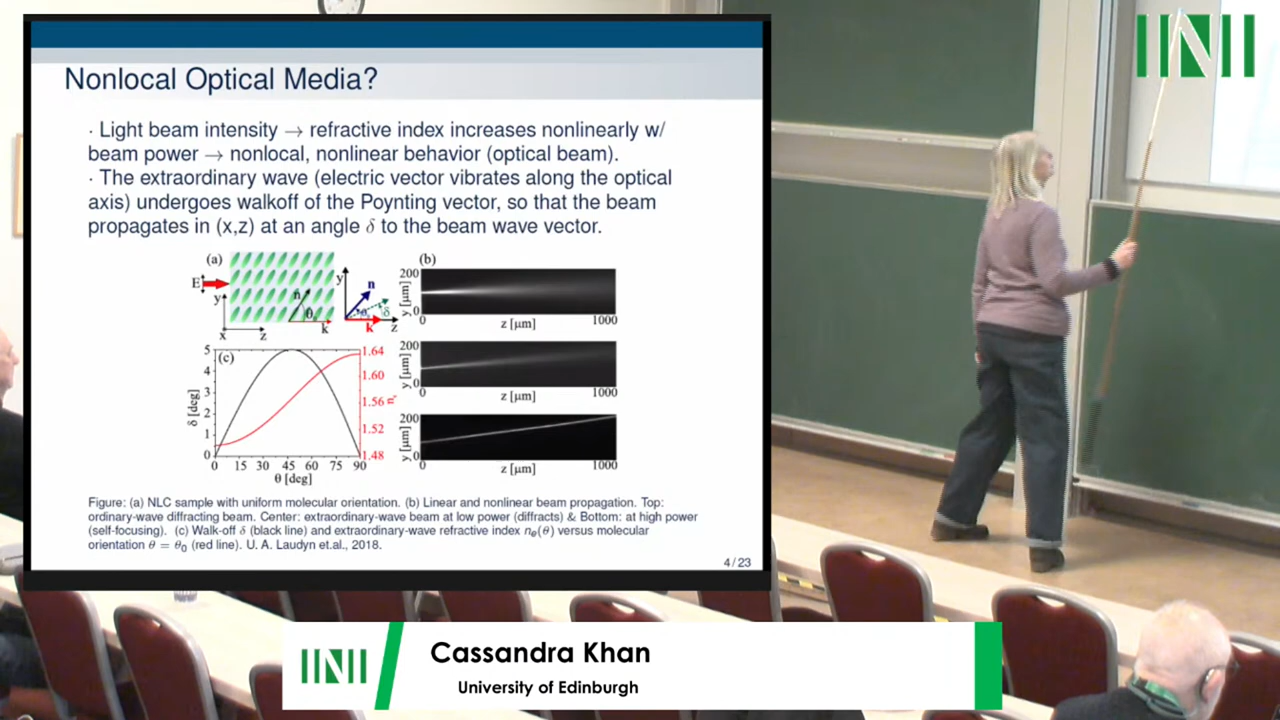 Nonlocal Optical Media?
· Light beam intensity → refractive index increases nonlinearly w/
beam power → nonlocal, nonlinear behavior (optical beam).
· The extraordinary wave (electric vector vibrates along the optical
axis) undergoes walkoff of the Poynting vector, so that the beam
propagates in (x,z) at an angle δ to the beam wave vector.
(a)
E
y
x
z
n
θ₀
k
y
n
δ
k
z
(b)
200
0
y [μm]
0
1000
z [μm]
200
0
y [μm]
0
1000
z [μm]
200
0
y [μm]
0
1000
z [μm]
(c)
5
4
3
2
1
0
δ [deg]
1.64
1.60
1.56
1.52
1.48
0 15 30 45 60 75 90
θ [deg]
Figure: (a) NLC sample with uniform molecular orientation. (b) Linear and nonlinear beam propagation. Top:
ordinary-wave diffracting beam. Center: extraordinary-wave beam at low power (diffracts) & Bottom: at high power
(self-focusing). (c) Walk-off δ (black line) and extraordinary-wave refractive index nₑ(θ) versus molecular
orientation θ = θ₀ (red line). U. A. Laudyn et.al., 2018.
4/23
INI
INI
Cassandra Khan
University of Edinburgh